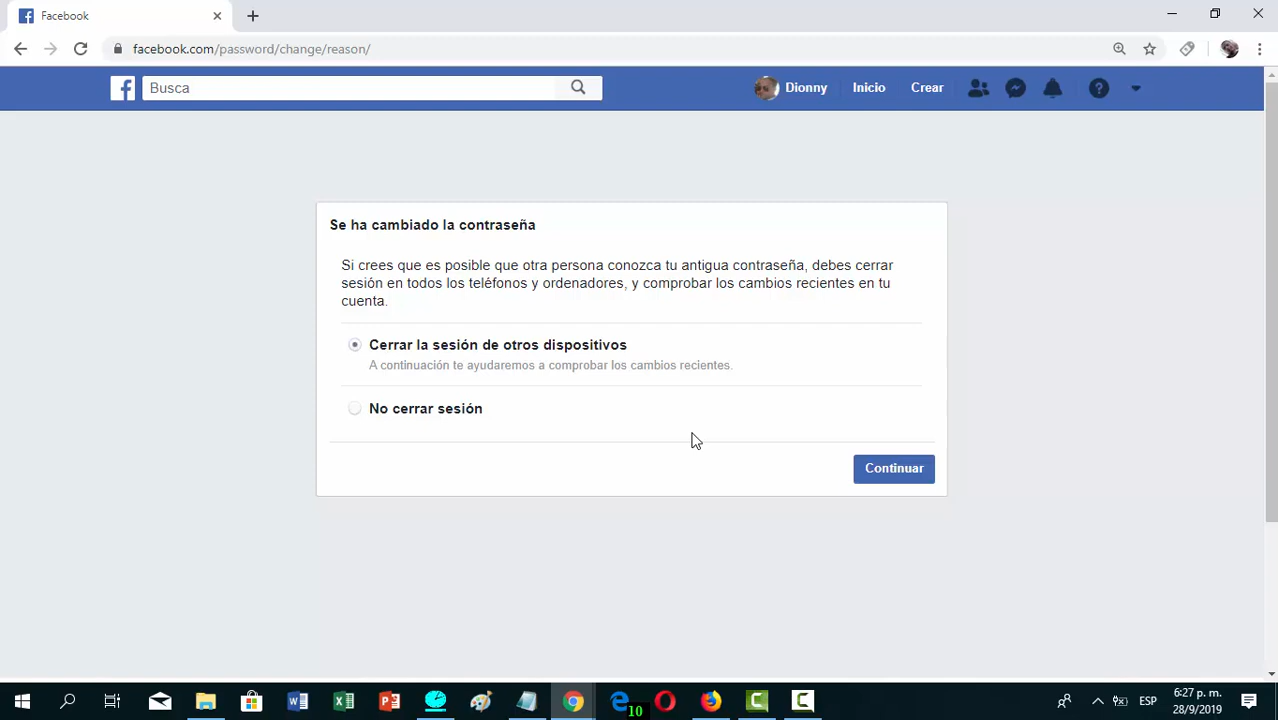 Facebook
facebook.com/password/change/reason/
Busca
Dionny
Inicio
Crear
Se ha cambiado la contraseña
Si crees que es posible que otra persona conozca tu antigua contraseña, debes cerrar
sesión en todos los teléfonos y ordenadores, y comprobar los cambios recientes en tu
cuenta.
Cerrar la sesión de otros dispositivos
A continuación te ayudaremos a comprobar los cambios recientes.
No cerrar sesión
Continuar
10
ESP
6:27 p. m.
28/9/2019